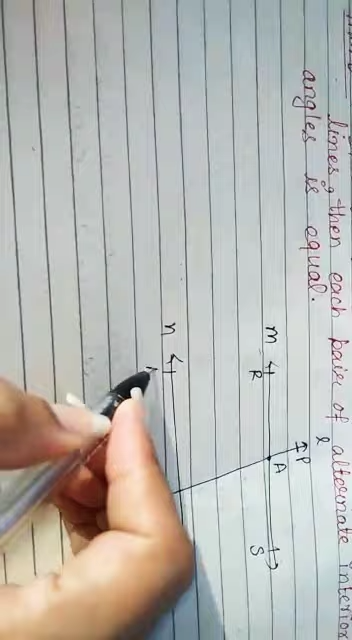 lines, then each pair of alternate interior
angles is equal.
l
P
m R A S
n